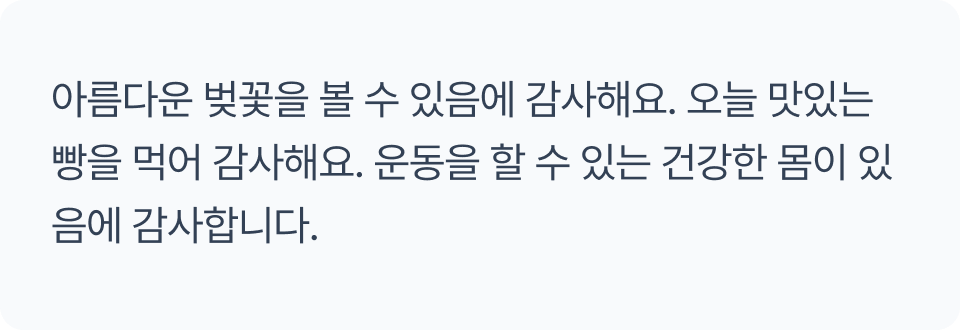 아름다운 벚꽃을 볼 수 있음에 감사해요. 오늘 맛있는
빵을 먹어 감사해요. 운동을 할 수 있는 건강한 몸이 있
음에 감사합니다.